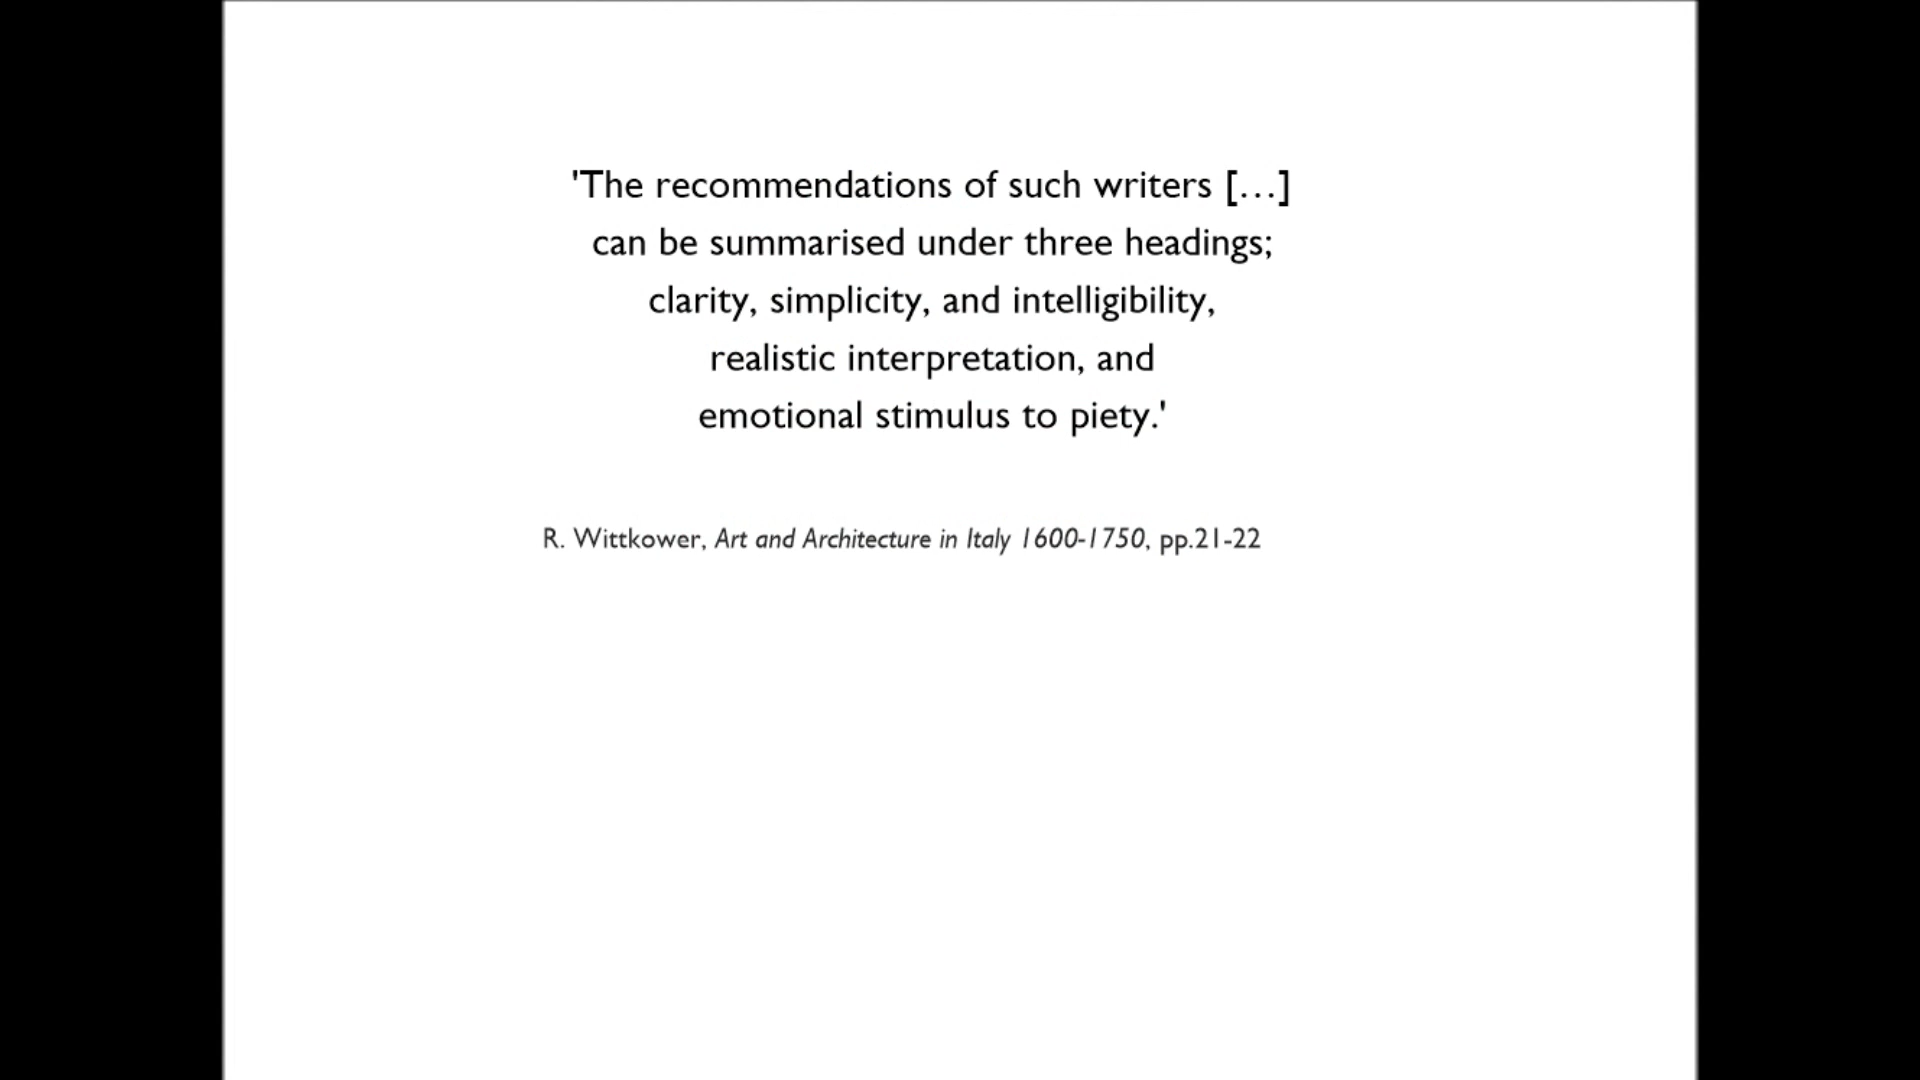 'The recommendations of such writers […]
can be summarised under three headings;
clarity, simplicity, and intelligibility,
realistic interpretation, and
emotional stimulus to piety.'
R. Wittkower, Art and Architecture in Italy 1600-1750, pp.21-22